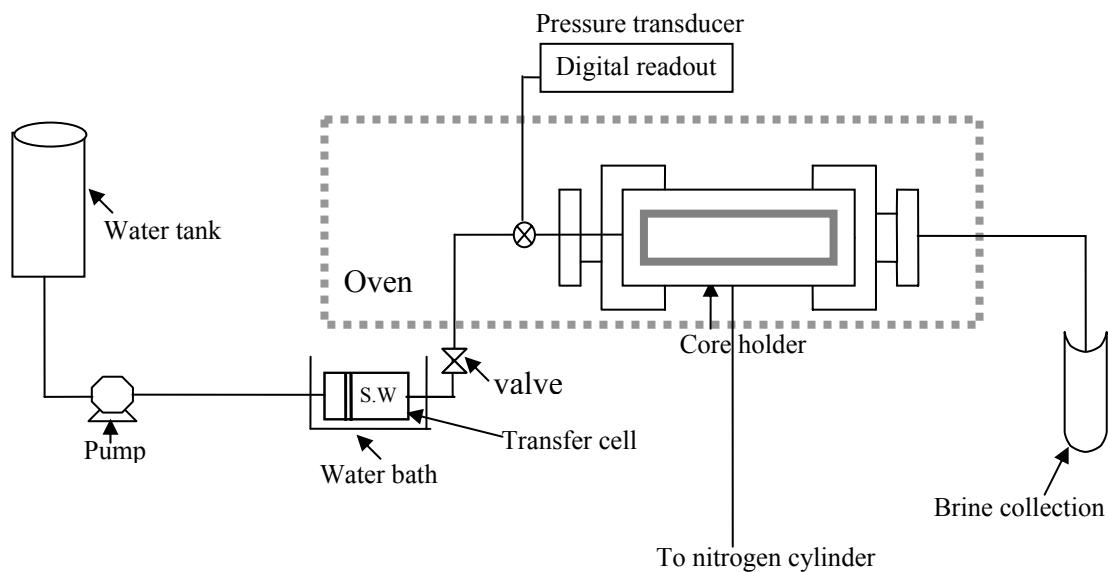 Pressure transducer
Digital readout
Water tank
Oven
Core holder
S.W
valve
Transfer cell
Pump
Water bath
Brine collection
To nitrogen cylinder